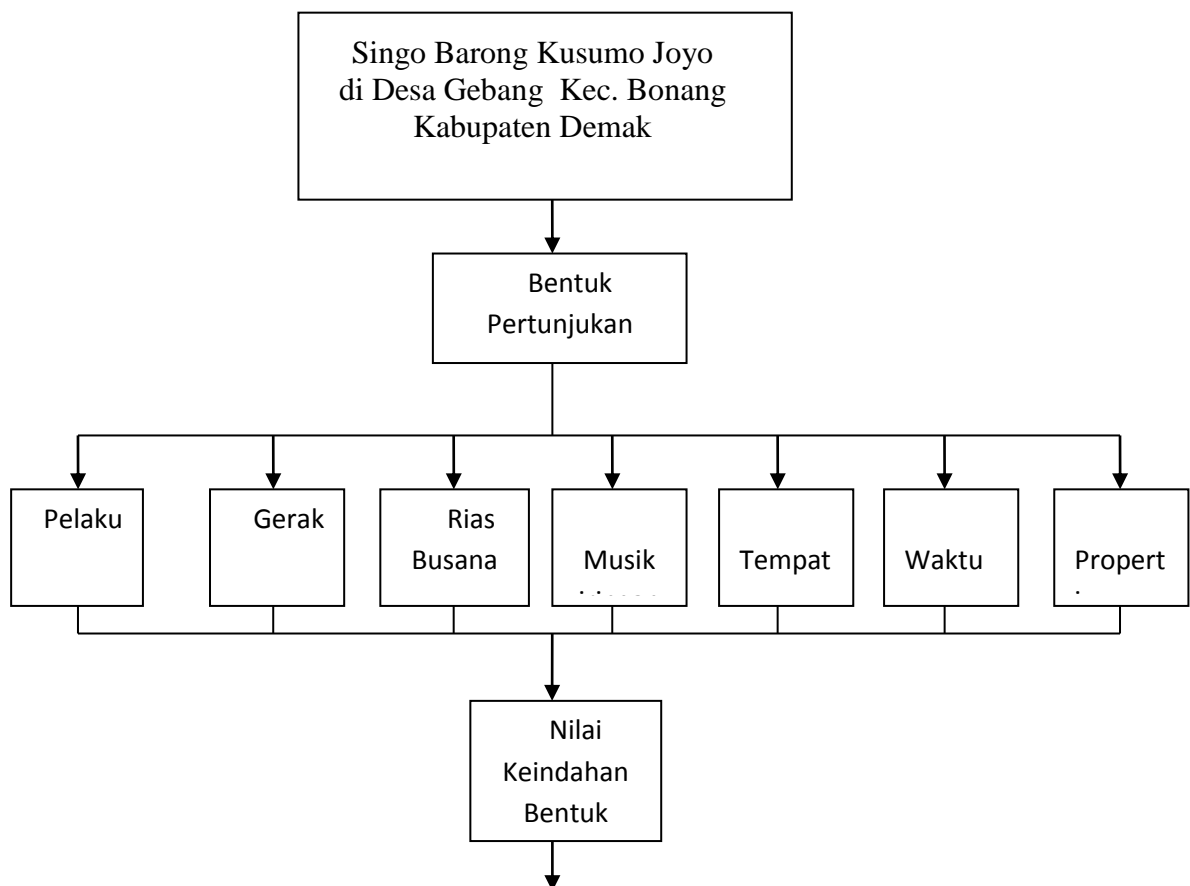 Singo Barong Kusumo Joyo
di Desa Gebang Kec. Bonang
Kabupaten Demak
Bentuk
Pertunjukan
Pelaku
Gerak
Rias
Busana
Musik
Tempat
Waktu
Propert
Nilai
Keindahan
Bentuk